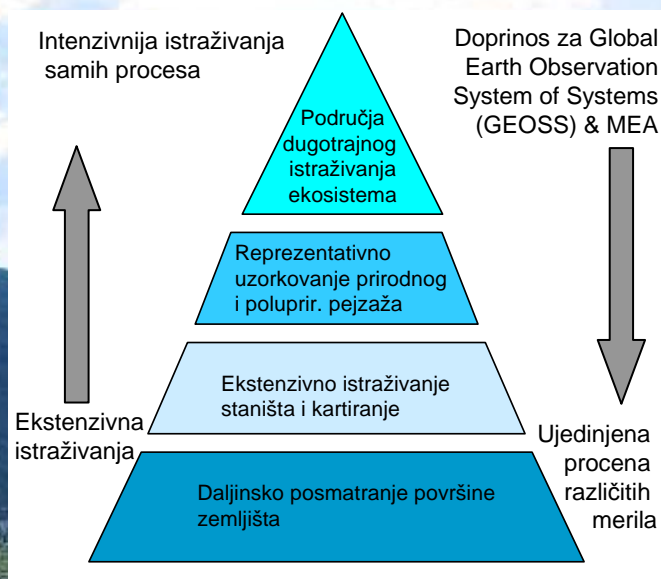 Intenzivnija istraživanja
samih procesa
Doprinos za Global
Earth Observation
System of Systems
(GEOSS) & MEA
Područja
dugotrajnog
istraživanja
ekosistema
Reprezentativno
uzorkovanje prirodnog
i poluprir. pejzaža
Ekstenzivno istraživanje
staništa i kartiranje
Ekstenzivna
istraživanja
Ujedinjena
procena
različitih
merila
Daljinsko posmatranje površine
zemljišta